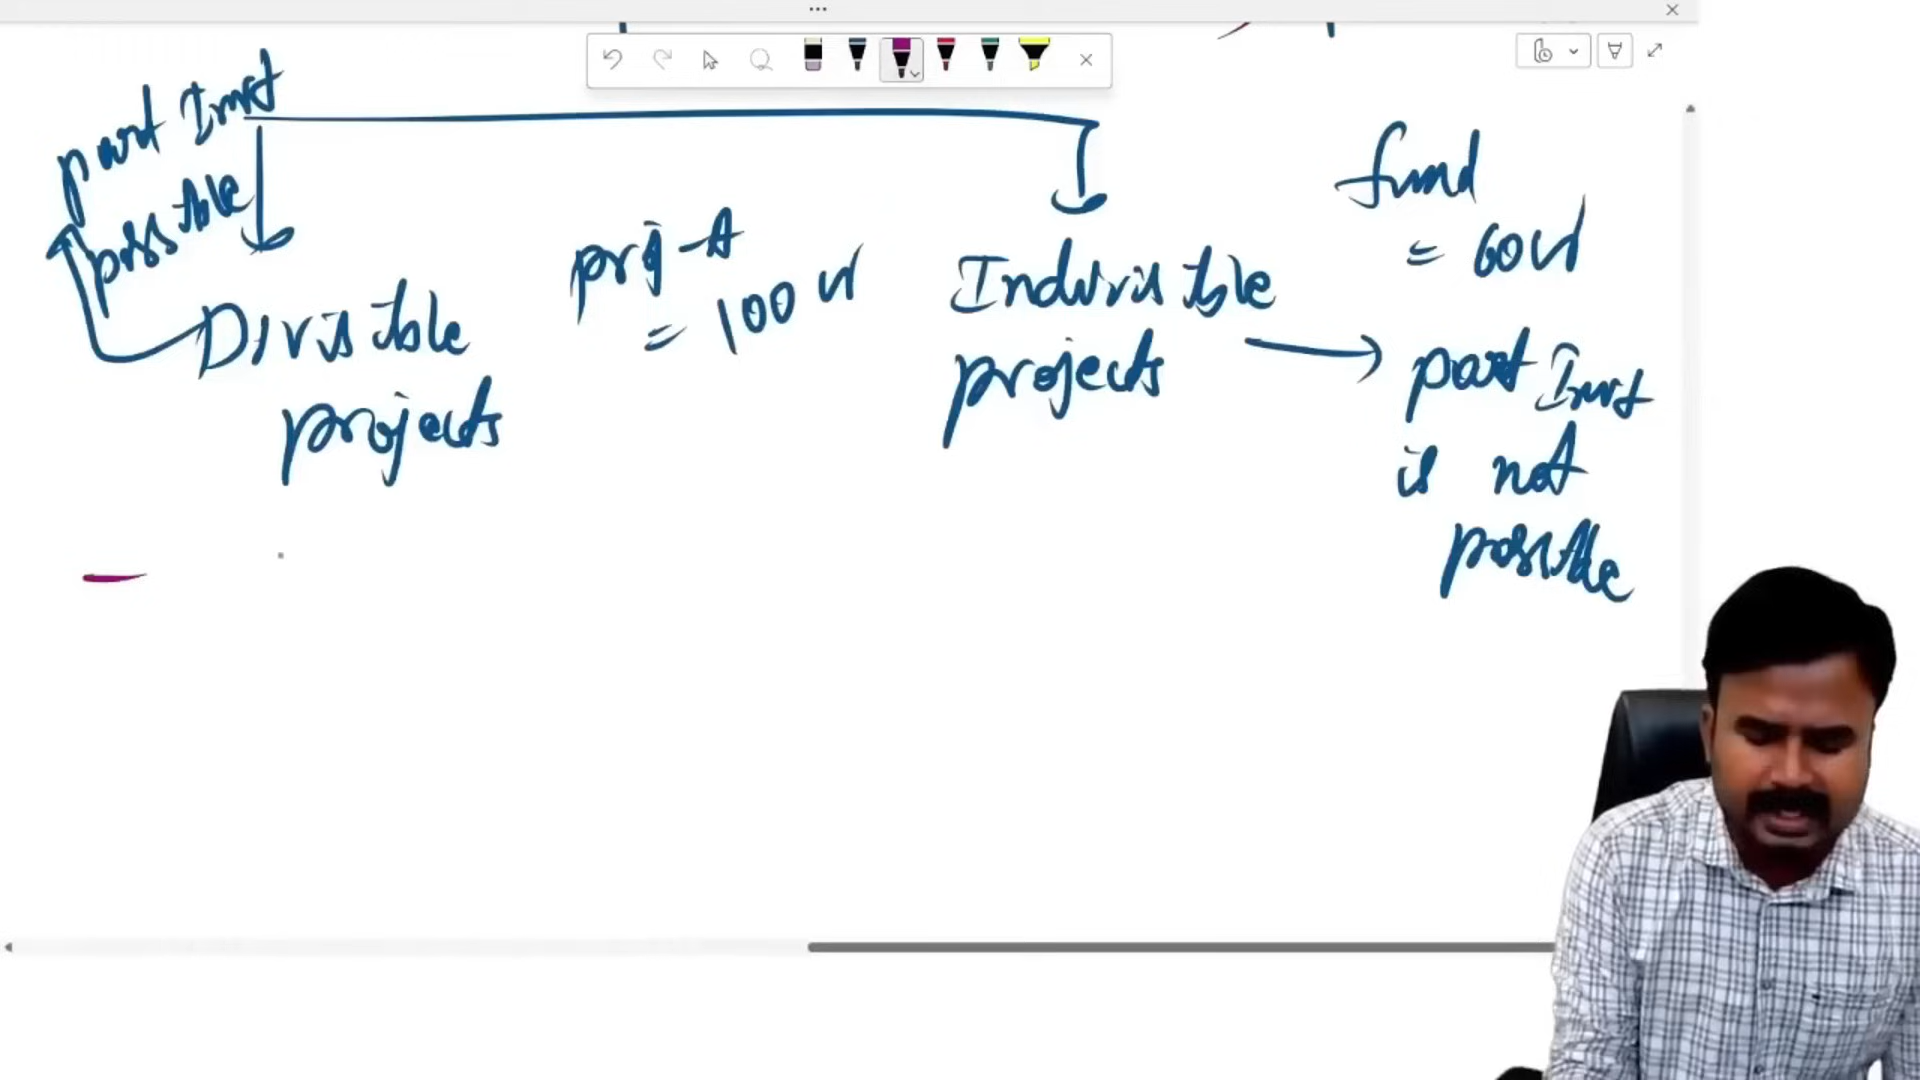 part Invst
possible
Divisible
projects
proj-A
= 100 cr
Indivisible
projects
fund
= 60 cr
part Invst
is not
possible